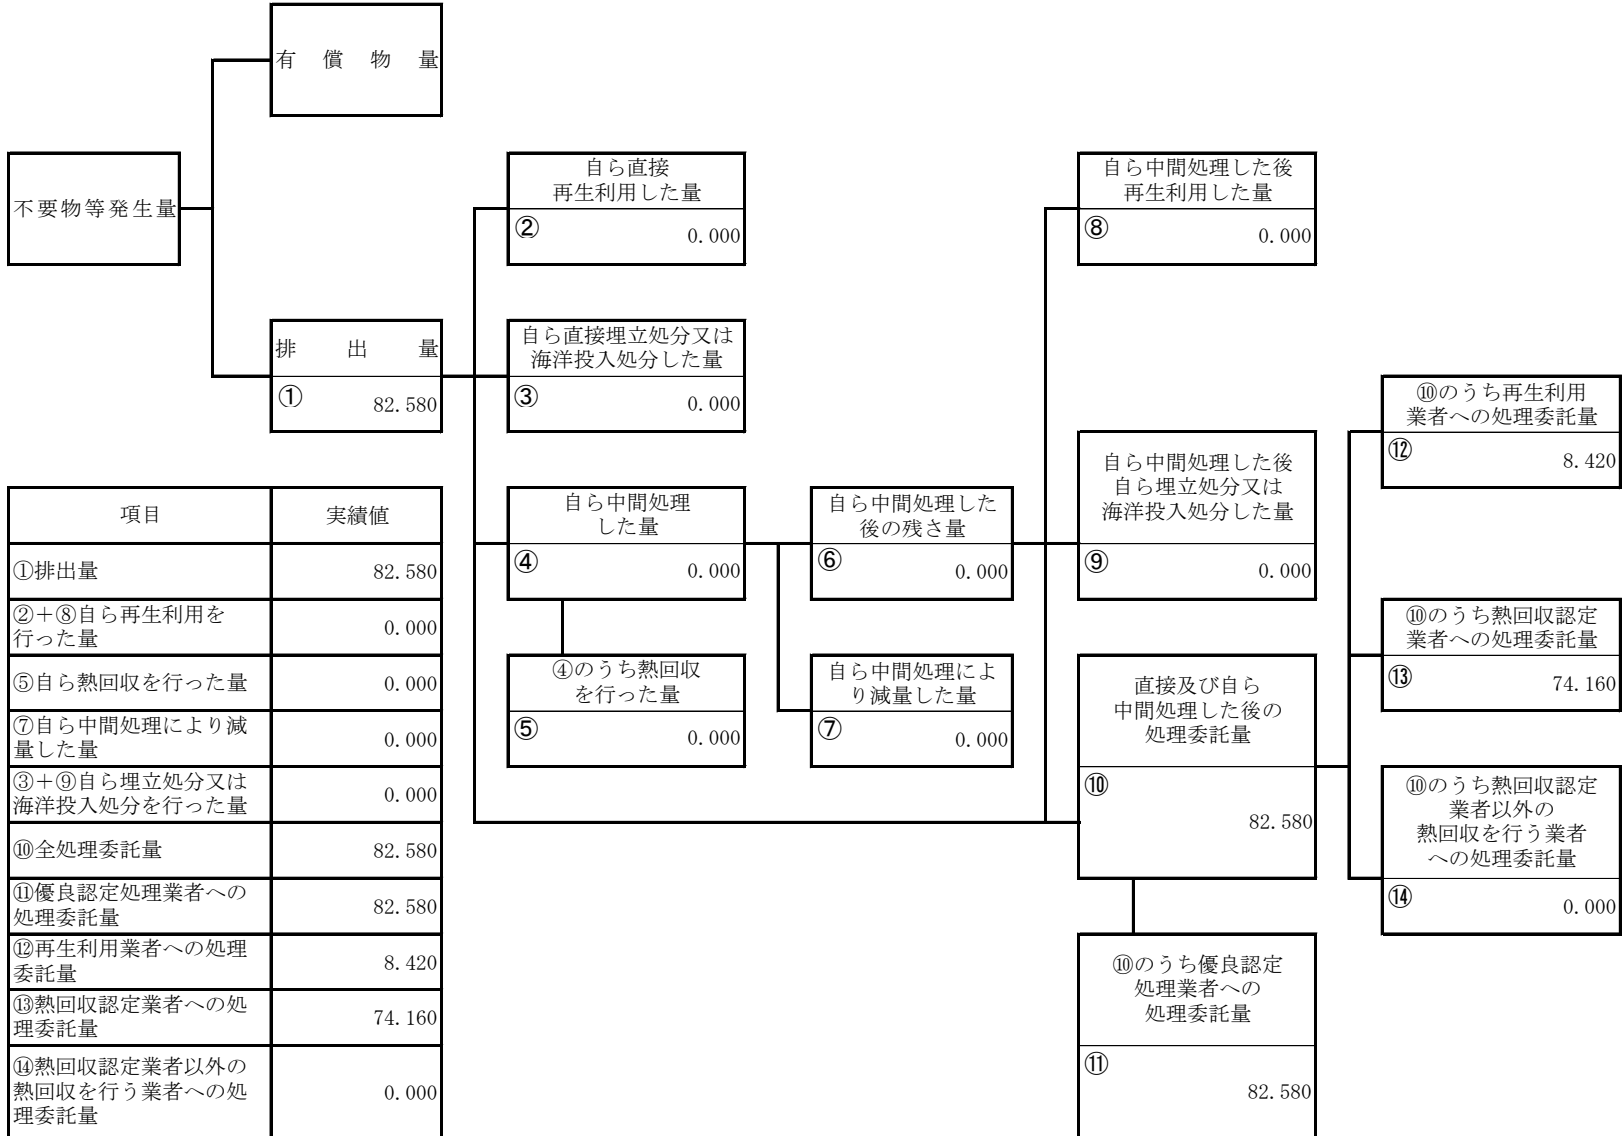 有償物量
不要物等発生量
自ら直接
再生利用した量
② 0.000
自ら中間処理した後
再生利用した量
⑧ 0.000
排出量
① 82.580
自ら直接埋立処分又は
海洋投入処分した量
③ 0.000
⑩のうち再生利用
業者への処理委託量
⑫ 8.420
自ら中間処理した後
自ら埋立処分又は
海洋投入処分した量
⑨ 0.000
自ら中間処理
した量
④ 0.000
自ら中間処理した
後の残さ量
⑥ 0.000
⑩のうち熱回収認定
業者への処理委託量
⑬ 74.160
④のうち熱回収
を行った量
⑤ 0.000
自ら中間処理によ
り減量した量
⑦ 0.000
直接及び自ら
中間処理した後の
処理委託量
⑩
82.580
⑩のうち熱回収認定
業者以外の
熱回収を行う業者
への処理委託量
⑭ 0.000
⑩のうち優良認定
処理業者への
処理委託量
⑪
82.580
項目 実績値
①排出量 82.580
②+⑧自ら再生利用を
行った量 0.000
⑤自ら熱回収を行った量 0.000
⑦自ら中間処理により減
量した量 0.000
③+⑨自ら埋立処分又は
海洋投入処分を行った量 0.000
⑩全処理委託量 82.580
⑪優良認定処理業者への
処理委託量 82.580
⑫再生利用業者への処理
委託量 8.420
⑬熱回収認定業者への処
理委託量 74.160
⑭熱回収認定業者以外の
熱回収を行う業者への処
理委託量 0.000